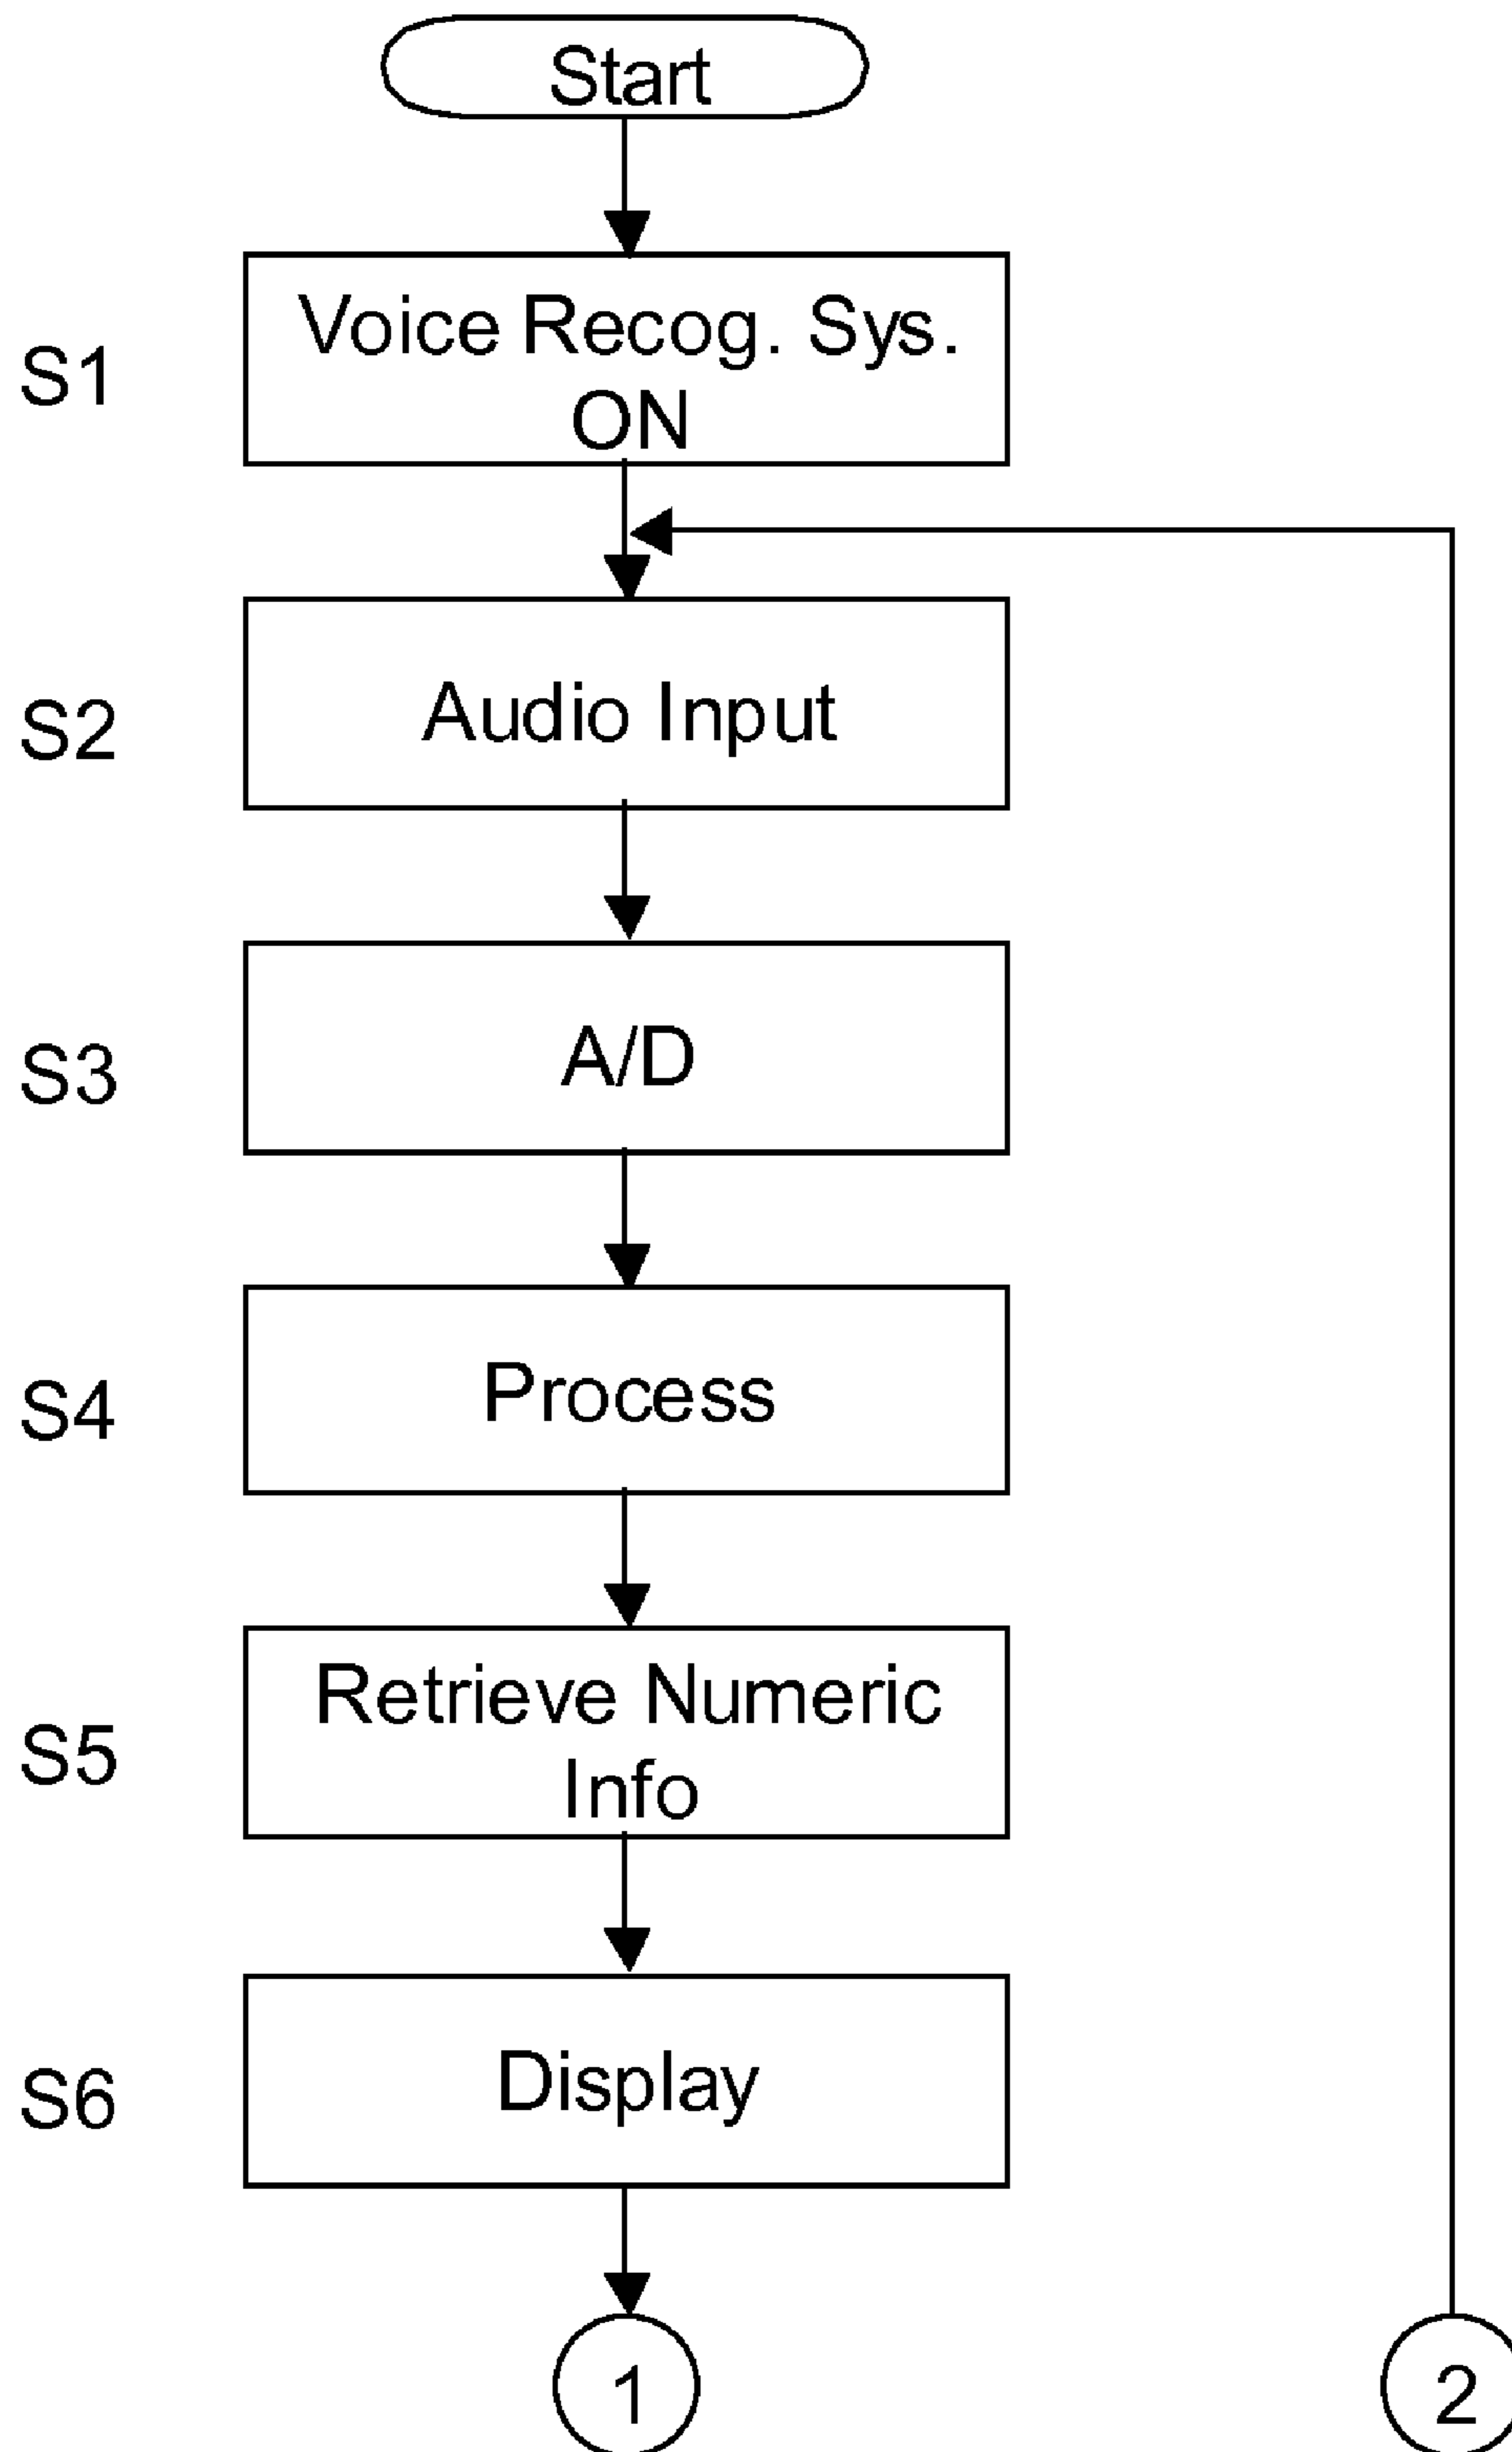 Start
S1
Voice Recog. Sys.
ON
S2
Audio Input
S3
A/D
S4
Process
S5
Retrieve Numeric
Info
S6
Display
1
2